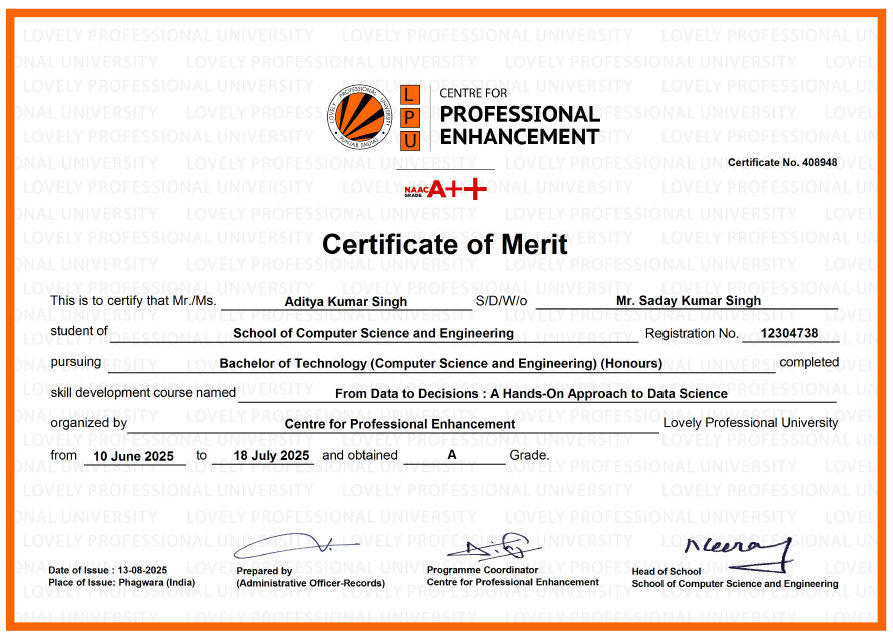 LOVELY PROFESSIONAL UNIVERSITY
PUNJAB (INDIA)
L
P
U
CENTRE FOR
PROFESSIONAL
ENHANCEMENT
Certificate No. 408948
NAAC
GRADE
A++
Certificate of Merit
This is to certify that Mr./Ms. Aditya Kumar Singh S/D/W/o Mr. Saday Kumar Singh
student of School of Computer Science and Engineering Registration No. 12304738
pursuing Bachelor of Technology (Computer Science and Engineering) (Honours) completed
skill development course named From Data to Decisions : A Hands-On Approach to Data Science
organized by Centre for Professional Enhancement Lovely Professional University
from 10 June 2025 to 18 July 2025 and obtained A Grade.
Neeraj
Date of Issue : 13-08-2025
Place of Issue: Phagwara (India)
Prepared by
(Administrative Officer-Records)
Programme Coordinator
Centre for Professional Enhancement
Head of School
School of Computer Science and Engineering